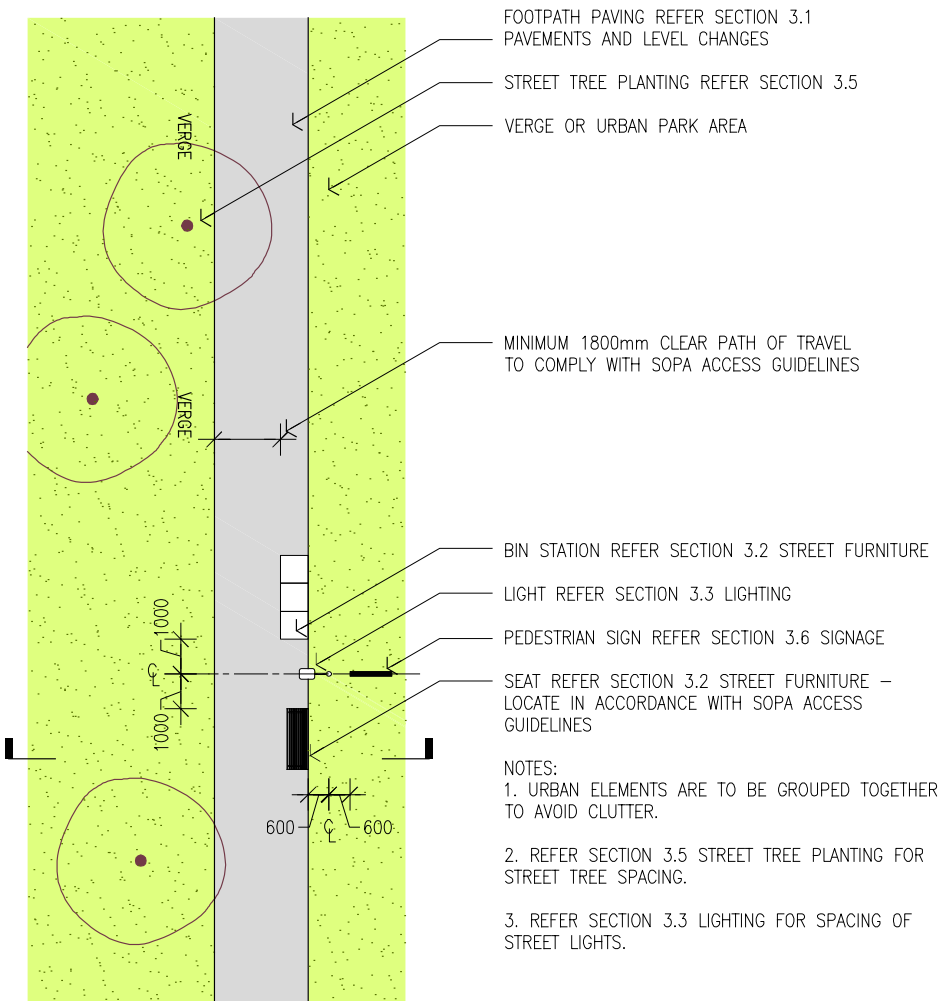 FOOTPATH PAVING REFER SECTION 3.1
PAVEMENTS AND LEVEL CHANGES
STREET TREE PLANTING REFER SECTION 3.5
VERGE OR URBAN PARK AREA
VERGE
MINIMUM 1800mm CLEAR PATH OF TRAVEL
TO COMPLY WITH SOPA ACCESS GUIDELINES
VERGE
BIN STATION REFER SECTION 3.2 STREET FURNITURE
LIGHT REFER SECTION 3.3 LIGHTING
PEDESTRIAN SIGN REFER SECTION 3.6 SIGNAGE
SEAT REFER SECTION 3.2 STREET FURNITURE –
LOCATE IN ACCORDANCE WITH SOPA ACCESS
GUIDELINES
1000
℄
1000
600
℄
600
NOTES:
1. URBAN ELEMENTS ARE TO BE GROUPED TOGETHER
TO AVOID CLUTTER.
2. REFER SECTION 3.5 STREET TREE PLANTING FOR
STREET TREE SPACING.
3. REFER SECTION 3.3 LIGHTING FOR SPACING OF
STREET LIGHTS.